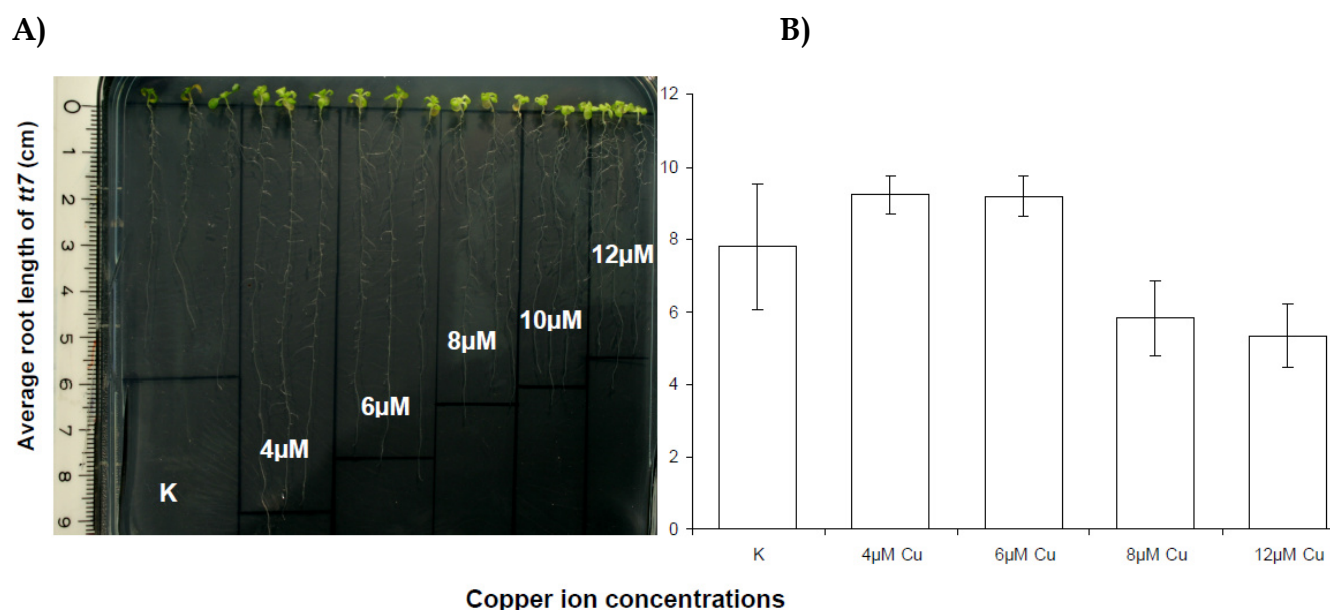 A)
B)
Average root length of tt7 (cm)
0
1
2
3
4
5
6
7
8
9
K
4µM
6µM
8µM
10µM
12µM
12
10
8
6
4
2
0
K
4µM Cu
6µM Cu
8µM Cu
12µM Cu
Copper ion concentrations